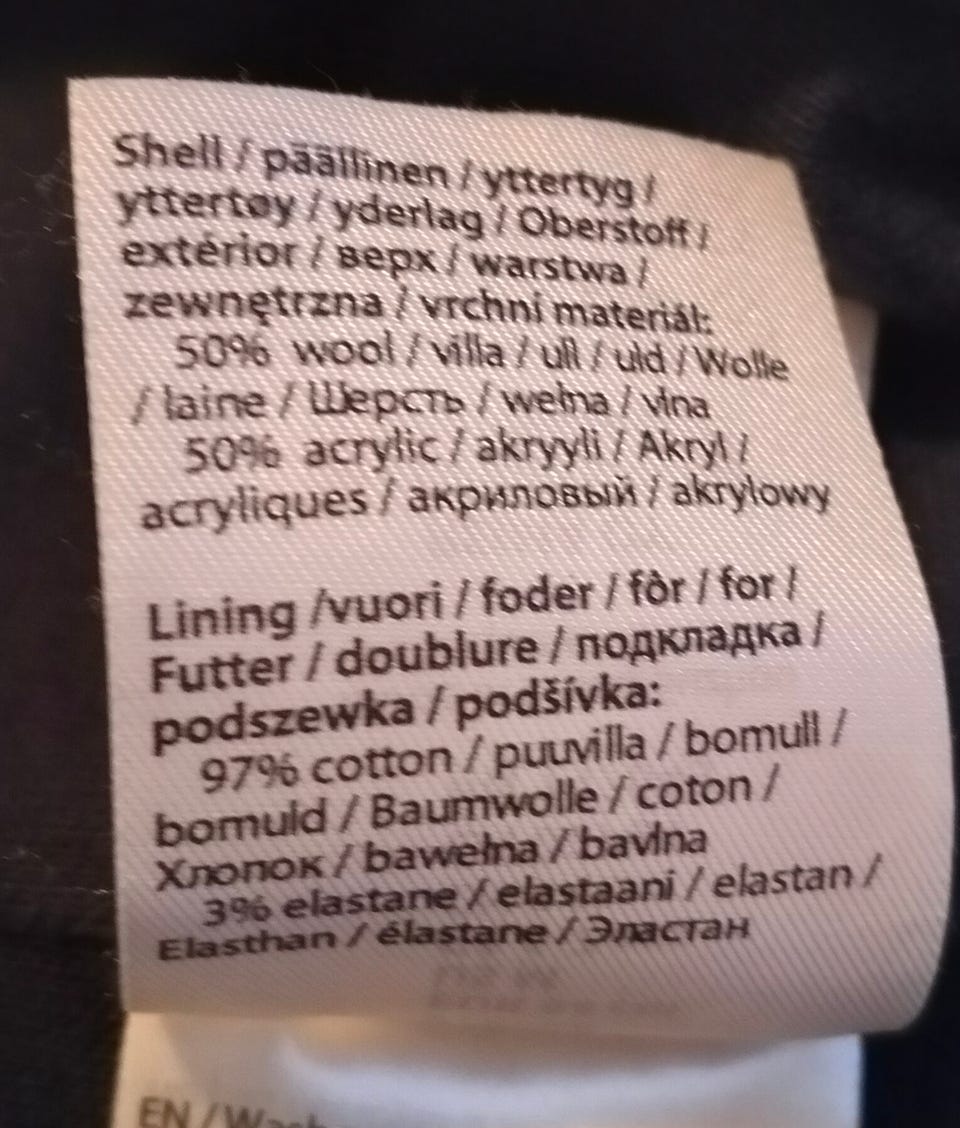 Shell / päällinen / yttertyg /
yttertøy / yderlag / Oberstoff /
extérior / верх / warstwa /
zewnętrzna / vrchní materiál:
50% wool / villa / ull / uld / Wolle
/ laine / Шерсть / wełna / vlna
50% acrylic / akryyli / Akryl /
acryliques / акриловый / akrylowy
Lining /vuori / foder / fôr / for /
Futter / doublure / подкладка /
podszewka / podšívka:
97% cotton / puuvilla / bomull /
bomuld / Baumwolle / coton /
Хлопок / bawełna / bavlna
3% elastane / elastaani / elastan /
Elasthan / élastane / Эластан
EN /